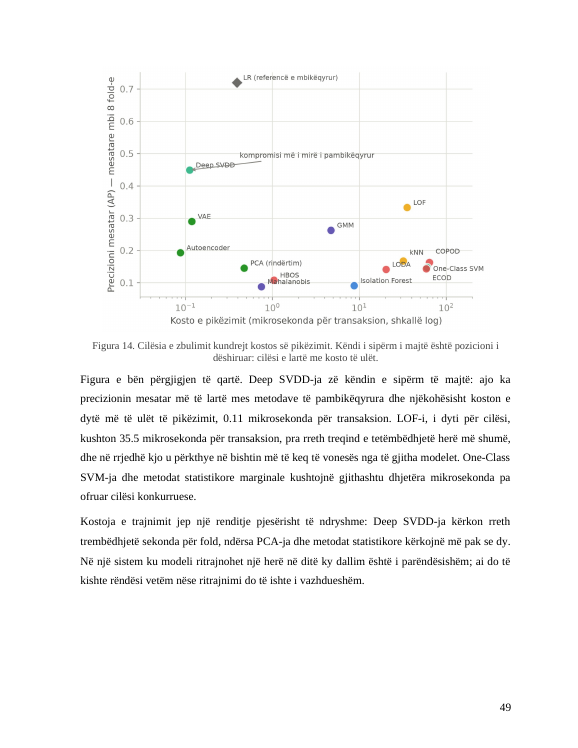 Precizioni mesatar (AP) — mesatare mbi 8 fold-e
0.7
0.6
0.5
0.4
0.3
0.2
0.1
LR (referencë e mbikëqyrur)
kompromisi më i mirë i pambikëqyrur
Deep SVDD
LOF
VAE
GMM
Autoencoder
kNN
COPOD
PCA (rindërtim)
LODA
One-Class SVM
HBOS
Mahalanobis
Isolation Forest
ECOD
10⁻¹
10⁰
10¹
10²
Kosto e pikëzimit (mikrosekonda për transaksion, shkallë log)
Figura 14. Cilësia e zbulimit kundrejt kostos së pikëzimit. Këndi i sipërm i majtë është pozicioni i
dëshiruar: cilësi e lartë me kosto të ulët.
Figura e bën përgjigjen të qartë. Deep SVDD-ja zë këndin e sipërm të majtë: ajo ka
precizionin mesatar më të lartë mes metodave të pambikëqyrura dhe njëkohësisht koston e
dytë më të ulët të pikëzimit, 0.11 mikrosekonda për transaksion. LOF-i, i dyti për cilësi,
kushton 35.5 mikrosekonda për transaksion, pra rreth treqind e tetëmbëdhjetë herë më shumë,
dhe në rrjedhë kjo u përkthye në bishtin më të keq të vonesës nga të gjitha modelet. One-Class
SVM-ja dhe metodat statistikore marginale kushtojnë gjithashtu dhjetëra mikrosekonda pa
ofruar cilësi konkurruese.
Kostoja e trajnimit jep një renditje pjesërisht të ndryshme: Deep SVDD-ja kërkon rreth
trembëdhjetë sekonda për fold, ndërsa PCA-ja dhe metodat statistikore kërkojnë më pak se dy.
Në një sistem ku modeli ritrajnohet një herë në ditë ky dallim është i parëndësishëm; ai do të
kishte rëndësi vetëm nëse ritrajnimi do të ishte i vazhdueshëm.
49